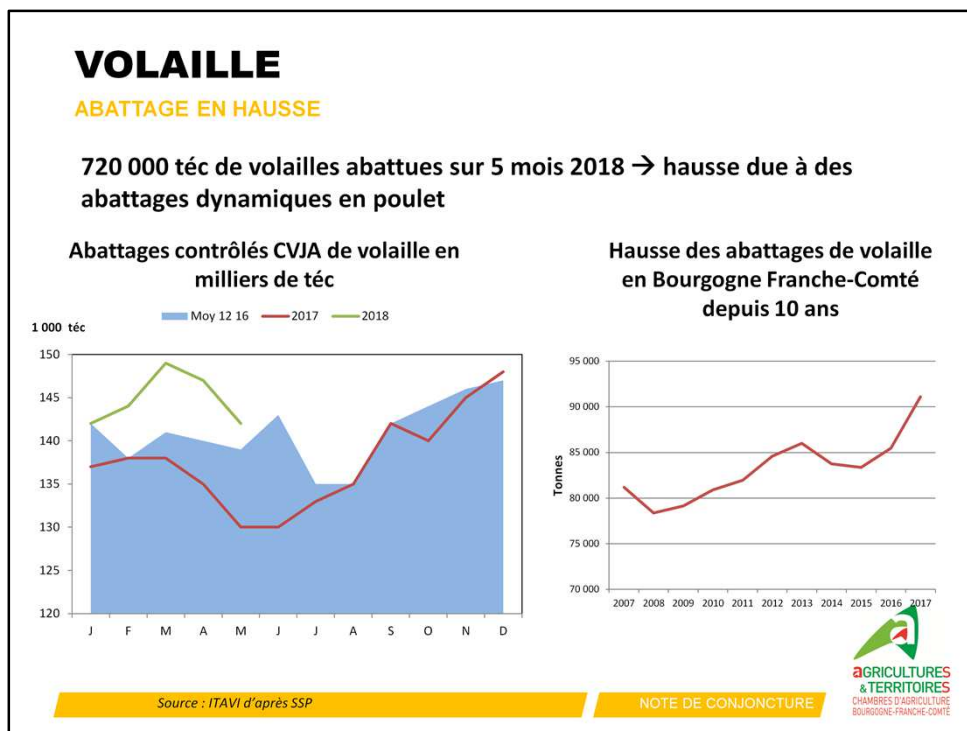 VOLAILLE
ABATTAGE EN HAUSSE
720 000 téc de volailles abattues sur 5 mois 2018 → hausse due à des
abattages dynamiques en poulet
Abattages contrôlés CVJA de volaille en
milliers de téc
Moy 12 16
2017
2018
1 000 téc
150
145
140
135
130
125
120
J F M A M J J A S O N D
Hausse des abattages de volaille
en Bourgogne Franche-Comté
depuis 10 ans
95 000
90 000
85 000
80 000
75 000
70 000
Tonnes
2007 2008 2009 2010 2011 2012 2013 2014 2015 2016 2017
Source : ITAVI d'après SSP
NOTE DE CONJONCTURE
a
aGRICULTURES
& TERRITOIRES
CHAMBRES D'AGRICULTURE
BOURGOGNE-FRANCHE-COMTÉ